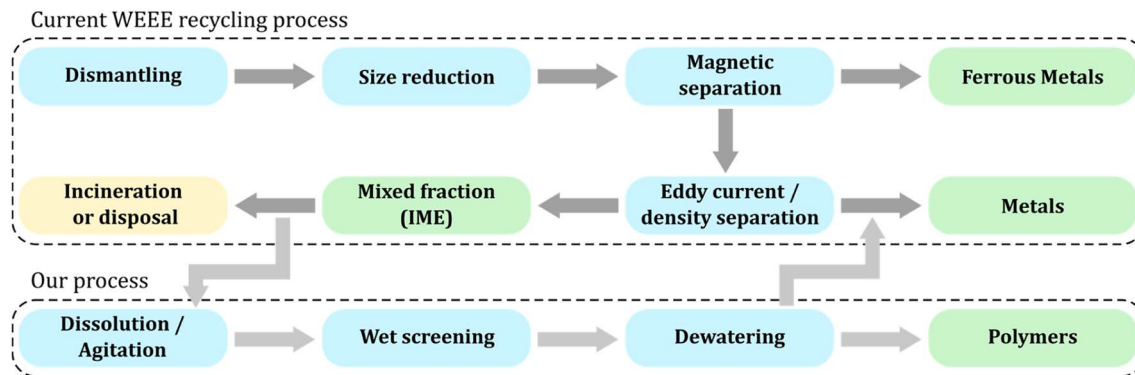 Current WEEE recycling process
Dismantling
Size reduction
Magnetic
separation
Ferrous Metals
Incineration
or disposal
Mixed fraction
(IME)
Eddy current /
density separation
Metals
Our process
Dissolution /
Agitation
Wet screening
Dewatering
Polymers